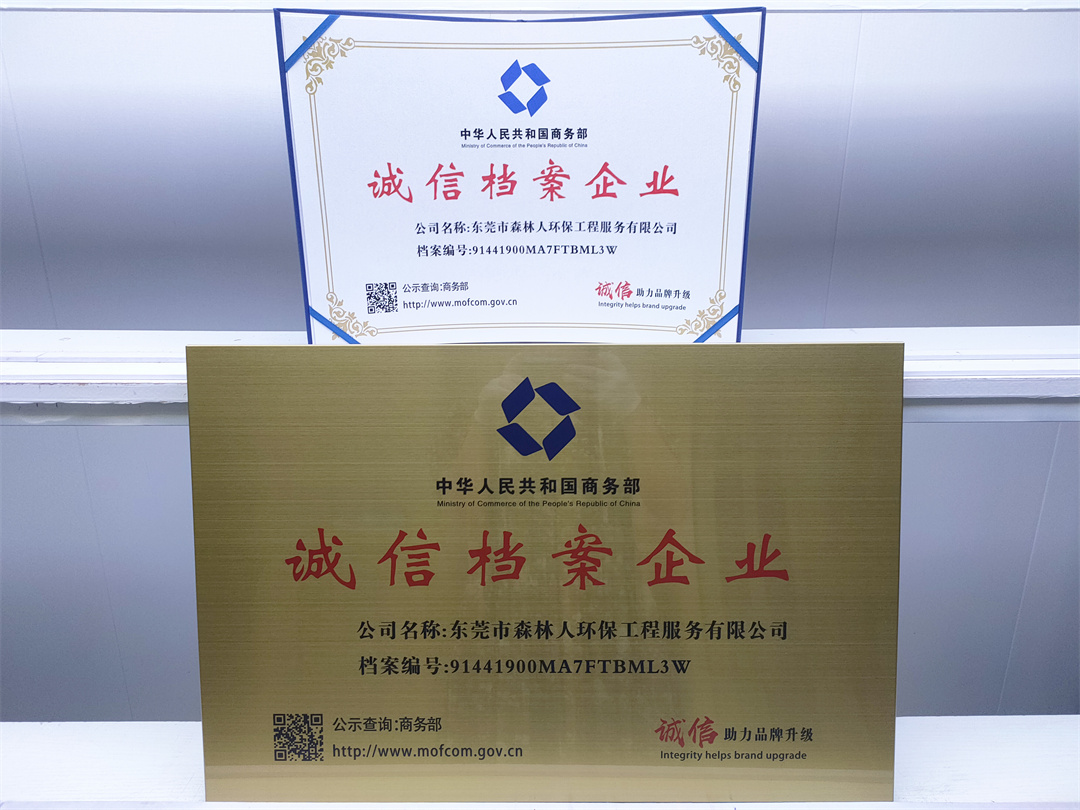 中华人民共和国商务部
Ministry of Commerce of the People's Republic of China
诚信档案企业
公司名称:东莞市森林人环保工程服务有限公司
档案编号:91441900MA7FTBML3W
公示查询:商务部
http://www.mofcom.gov.cn
诚信 助力品牌升级
Integrity helps brand upgrade
中华人民共和国商务部
Ministry of Commerce of the People's Republic of China
诚信档案企业
公司名称:东莞市森林人环保工程服务有限公司
档案编号:91441900MA7FTBML3W
公示查询:商务部
http://www.mofcom.gov.cn
诚信 助力品牌升级
Integrity helps brand upgrade